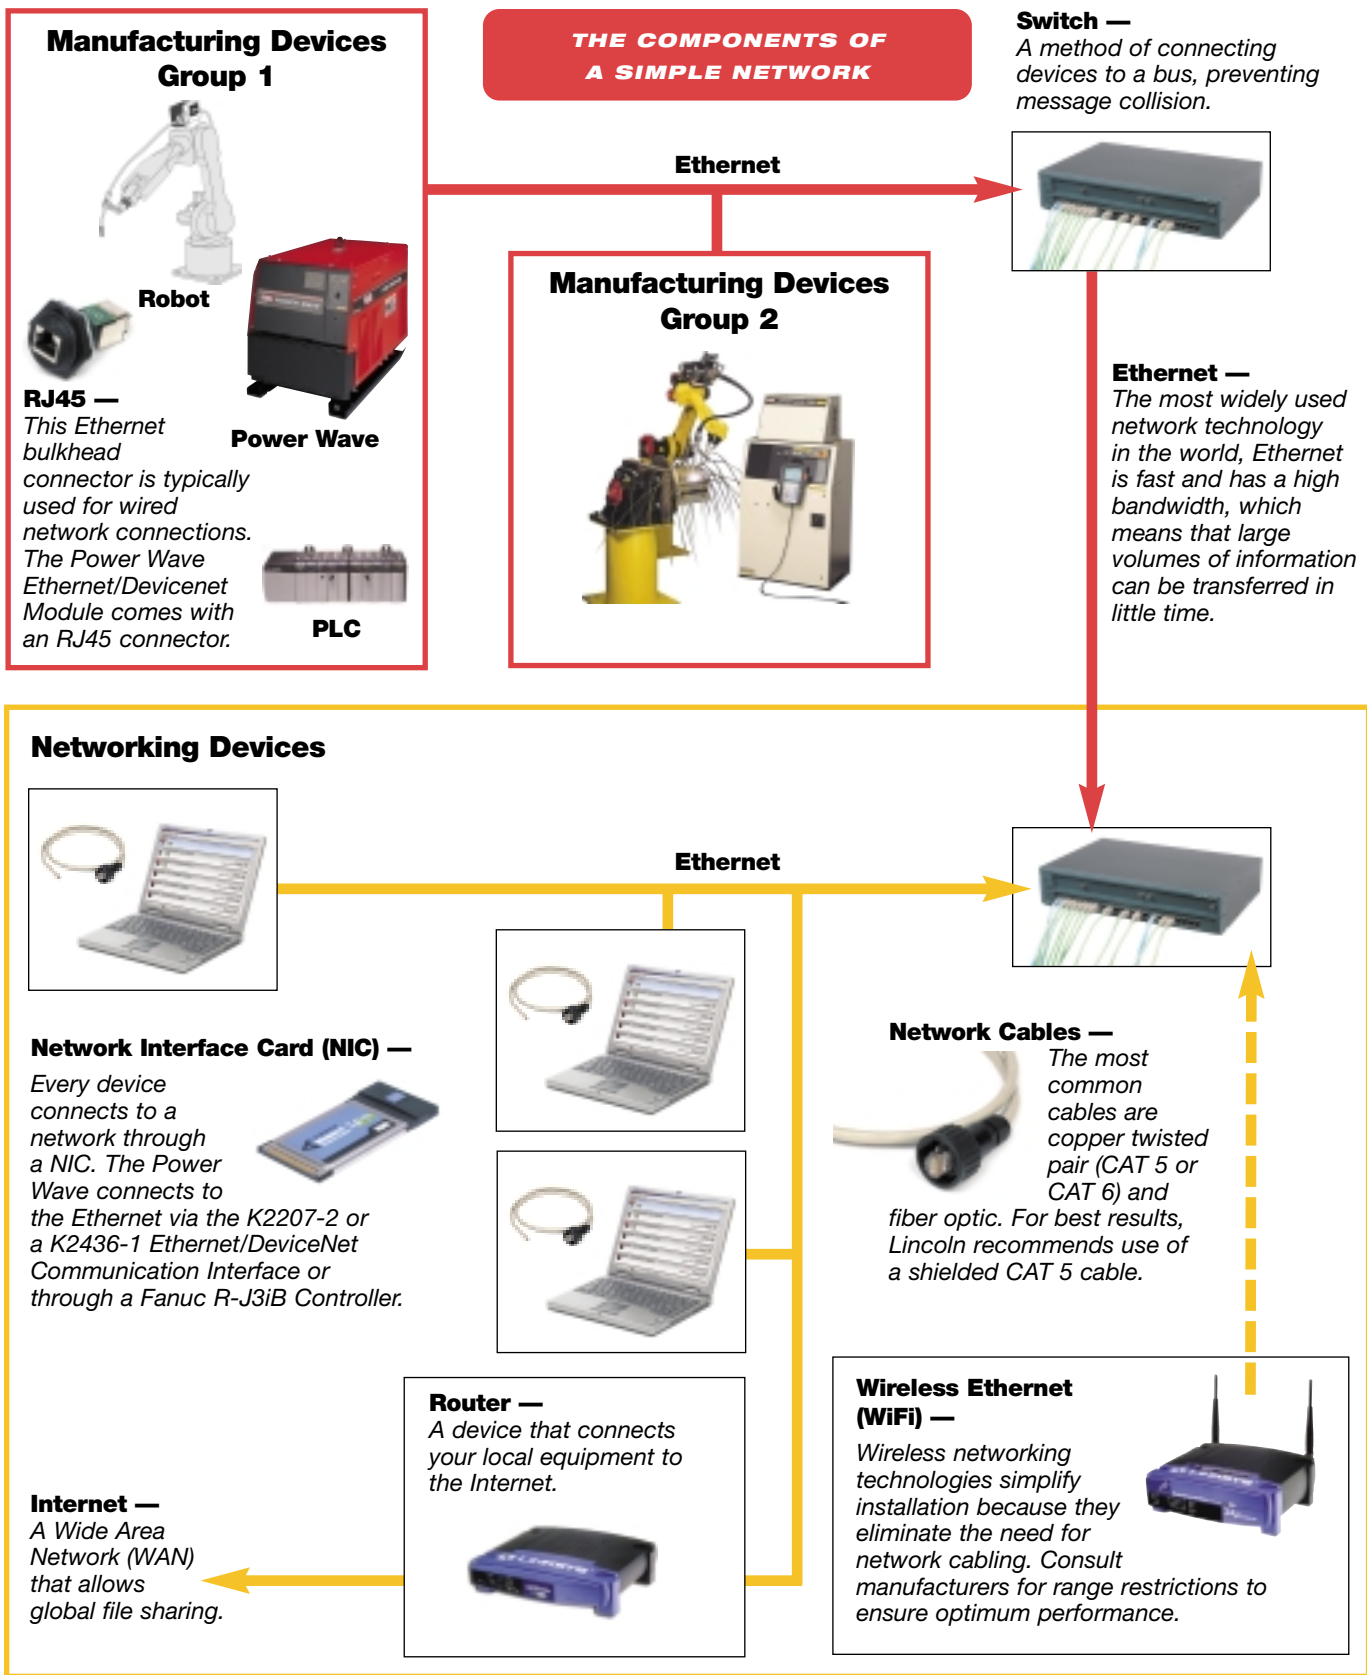 Manufacturing Devices
Group 1
Robot
RJ45 —
This Ethernet
bulkhead
connector is typically
used for wired
network connections.
The Power Wave
Ethernet/Devicenet
Module comes with
an RJ45 connector.
Power Wave
PLC
THE COMPONENTS OF
A SIMPLE NETWORK
Ethernet
Manufacturing Devices
Group 2
Switch —
A method of connecting
devices to a bus, preventing
message collision.
Ethernet —
The most widely used
network technology
in the world, Ethernet
is fast and has a high
bandwidth, which
means that large
volumes of information
can be transferred in
little time.
Networking Devices
Ethernet
Network Interface Card (NIC) —
Every device
connects to a
network through
a NIC. The Power
Wave connects to
the Ethernet via the K2207-2 or
a K2436-1 Ethernet/DeviceNet
Communication Interface or
through a Fanuc R-J3iB Controller.
Network Cables —
The most
common
cables are
copper twisted
pair (CAT 5 or
CAT 6) and
fiber optic. For best results,
Lincoln recommends use of
a shielded CAT 5 cable.
Router —
A device that connects
your local equipment to
the Internet.
Internet —
A Wide Area
Network (WAN)
that allows
global file sharing.
Wireless Ethernet
(WiFi) —
Wireless networking
technologies simplify
installation because they
eliminate the need for
network cabling. Consult
manufacturers for range restrictions to
ensure optimum performance.